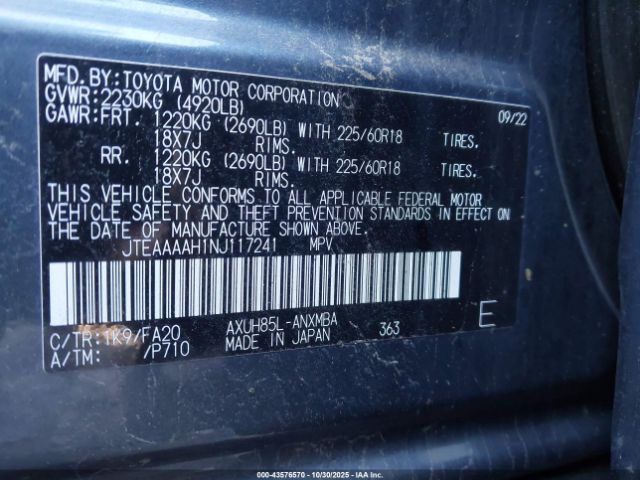 MFD.BY:TOYOTA MOTOR CORPORATION 09/22
GVWR:2230KG (4920LB)
GAWR:FRT. 1220KG (2690LB) WITH 225/60R18 TIRES.
18X7J RIMS.
RR. 1220KG (2690LB) WITH 225/60R18 TIRES.
18X7J RIMS.
THIS VEHICLE CONFORMS TO ALL APPLICABLE FEDERAL MOTOR
VEHICLE SAFETY AND THEFT PREVENTION STANDARDS IN EFFECT ON
THE DATE OF MANUFACTURE SHOWN ABOVE.
JTEAAAAH1NJ117241 MPV
C/TR:1K9/FA20 AXUH85L-ANXMBA 363 E
A/TM: /P710 MADE IN JAPAN
000-43576570 • 10/30/2025 • iaai.com